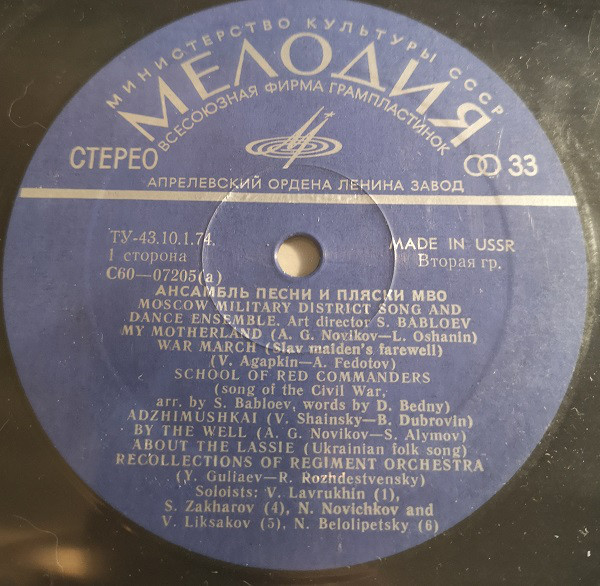 МИНИСТЕРСТВО КУЛЬТУРЫ СССР
МЕЛОДИЯ
ВСЕСОЮЗНАЯ ФИРМА ГРАМПЛАСТИНОК
СТЕРЕО
33
АПРЕЛЕВСКИЙ ОРДЕНА ЛЕНИНА ЗАВОД
ТУ-43.10.1.74.
MADE IN USSR
1 сторона
Вторая гр.
С60—07205(а)
АНСАМБЛЬ ПЕСНИ И ПЛЯСКИ МВО
MOSCOW MILITARY DISTRICT SONG AND
DANCE ENSEMBLE. Art director S. BABLOEV
MY MOTHERLAND (A. G. Novikov—L. Oshanin)
WAR MARCH (Slav maiden's farewell)
(V. Agapkin—A. Fedotov)
SCHOOL OF RED COMMANDERS
(song of the Civil War,
arr. by S. Babloev, words by D. Bedny)
ADZHIMUSHKAI (V. Shainsky—B. Dubrovin)
BY THE WELL (A. G. Novikov—S. Alymov)
ABOUT THE LASSIE (Ukrainian folk song)
RECOLLECTIONS OF REGIMENT ORCHESTRA
(Y. Guliaev—R. Rozhdestvensky)
Soloists: V. Lavrukhin (1),
S. Zakharov (4), N. Novichkov and
V. Liksakov (5), N. Belolipetsky (6)